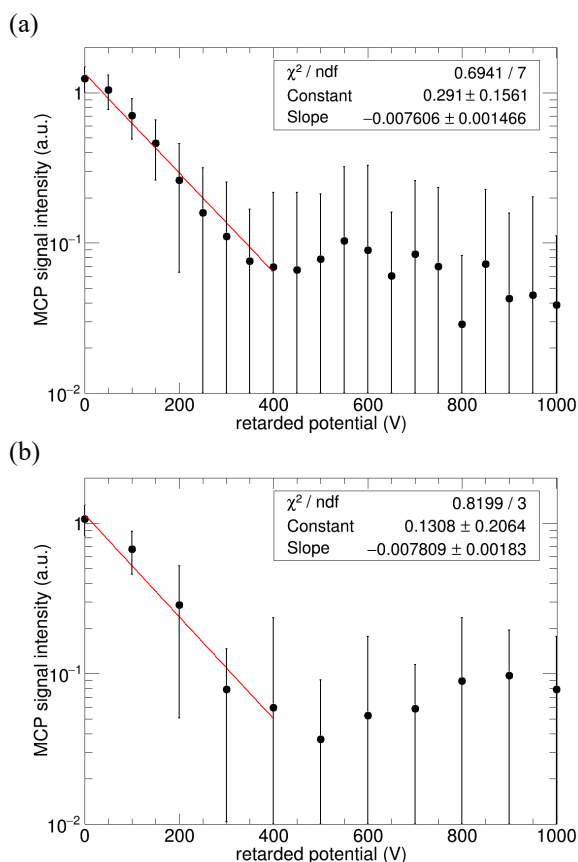 (a)
χ² / ndf 0.6941 / 7
Constant 0.291 ± 0.1561
Slope −0.007606 ± 0.001466
MCP signal intensity (a.u.)
1
10⁻¹
10⁻²
0 200 400 600 800 1000
retarded potential (V)
(b)
χ² / ndf 0.8199 / 3
Constant 0.1308 ± 0.2064
Slope −0.007809 ± 0.00183
MCP signal intensity (a.u.)
1
10⁻¹
10⁻²
0 200 400 600 800 1000
retarded potential (V)